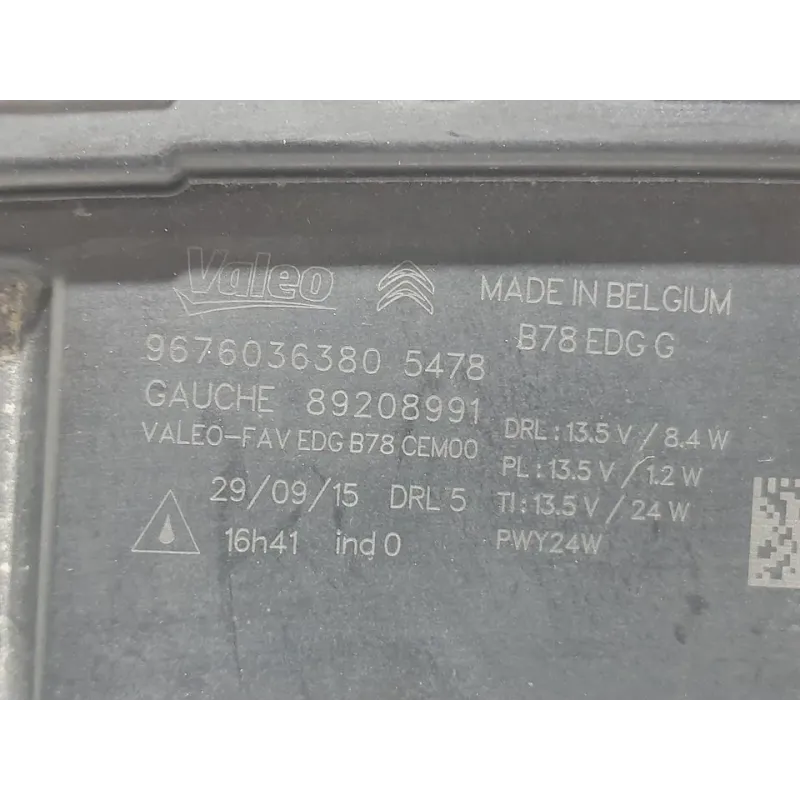 Valeo
MADE IN BELGIUM
B78 EDG G
9676036380 5478
GAUCHE 89208991
VALEO-FAV EDG B78 CEM00
DRL : 13.5 V / 8.4 W
PL : 13.5 V / 1.2 W
29/09/15 DRL 5
TI : 13.5 V / 24 W
16h41 ind 0
PWY24W